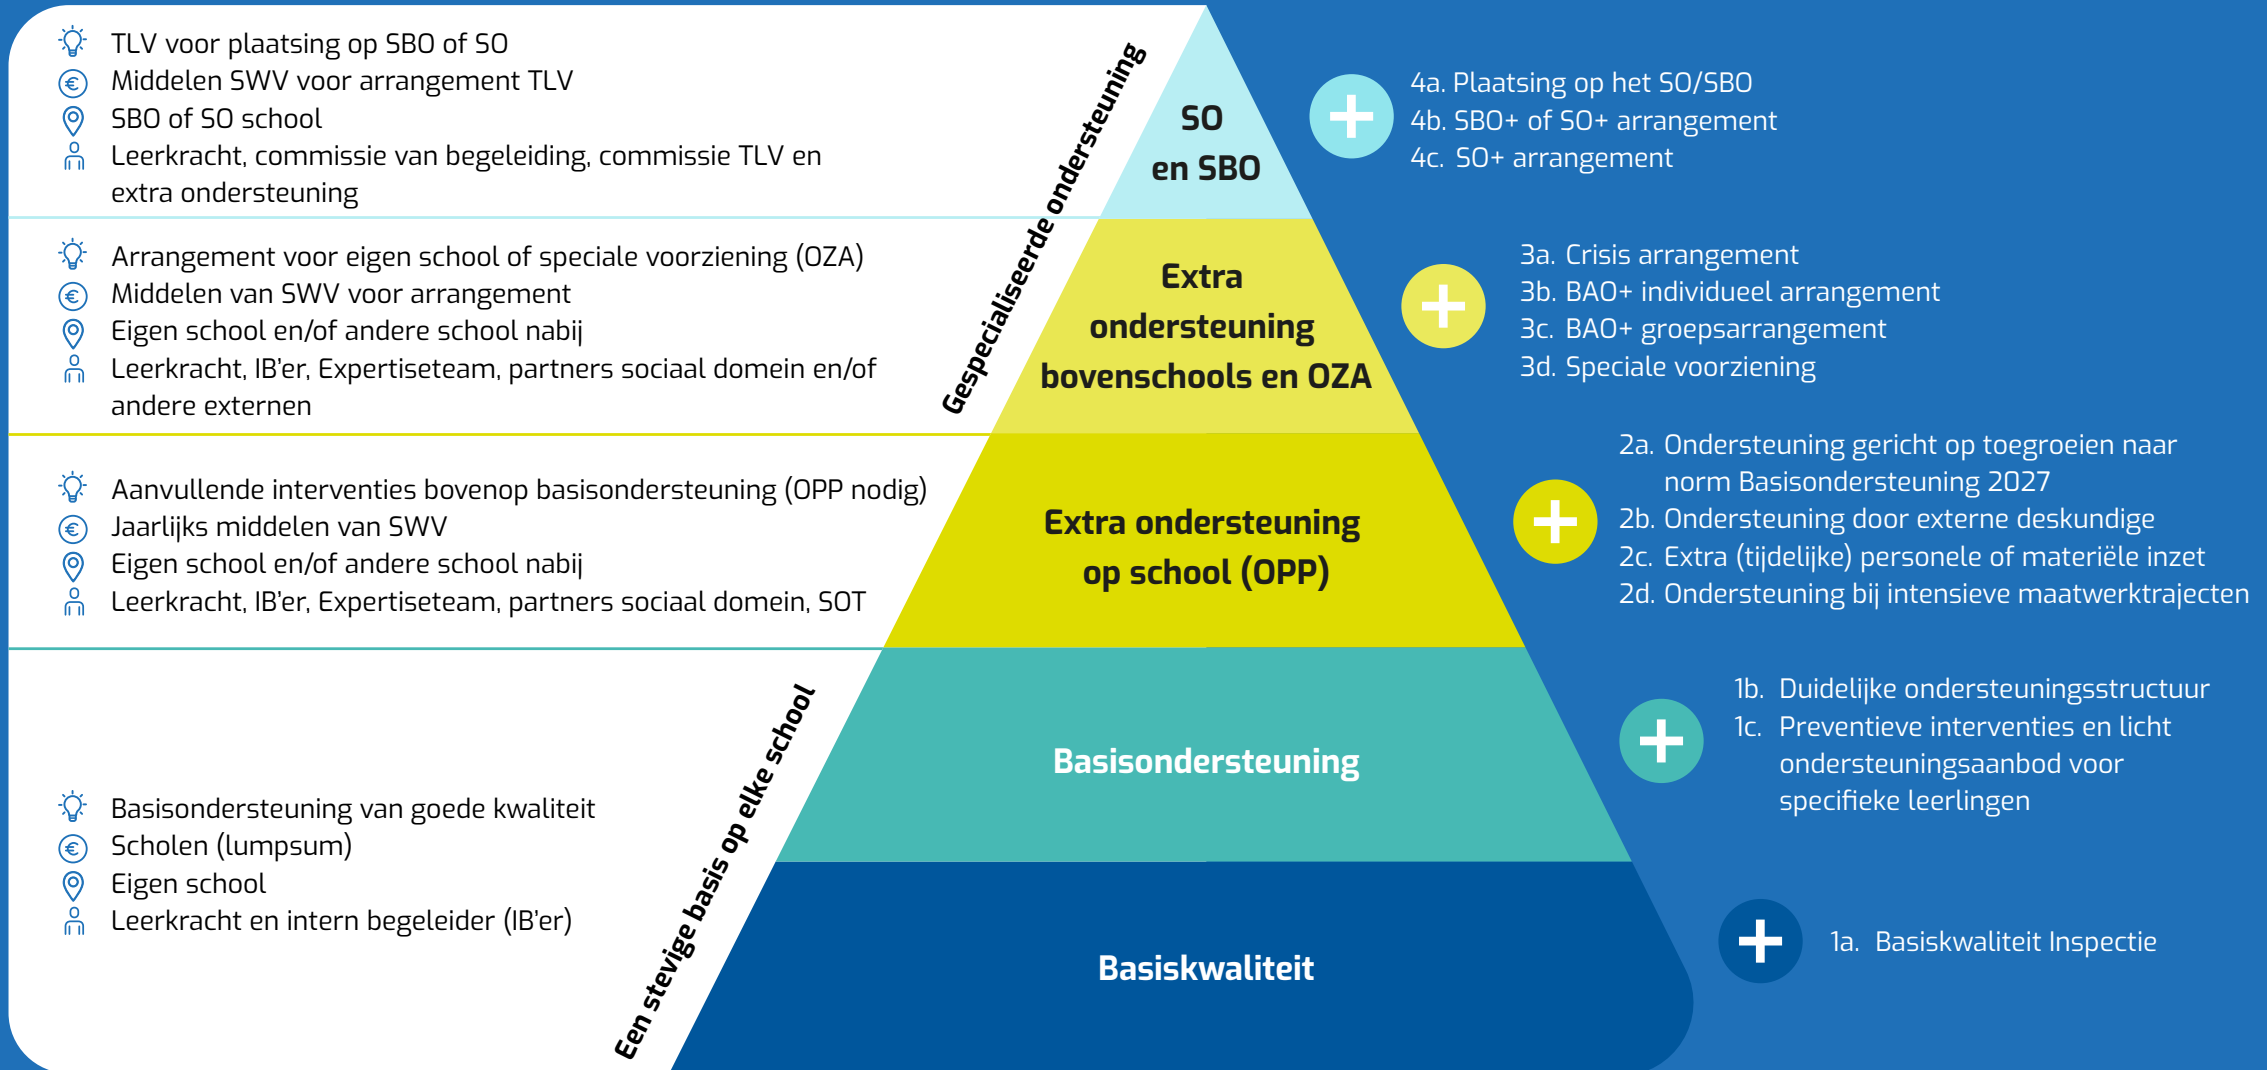 TLV voor plaatsing op SBO of SO
Middelen SWV voor arrangement TLV
SBO of SO school
Leerkracht, commissie van begeleiding, commissie TLV en
extra ondersteuning
Gespecialiseerde ondersteuning
SO
en SBO
4a. Plaatsing op het SO/SBO
4b. SBO+ of SO+ arrangement
4c. SO+ arrangement
Arrangement voor eigen school of speciale voorziening (OZA)
Middelen van SWV voor arrangement
Eigen school en/of andere school nabij
Leerkracht, IB'er, Expertiseteam, partners sociaal domein en/of
andere externen
Extra
ondersteuning
bovenschools en OZA
3a. Crisis arrangement
3b. BAO+ individueel arrangement
3c. BAO+ groepsarrangement
3d. Speciale voorziening
Aanvullende interventies bovenop basisondersteuning (OPP nodig)
Jaarlijks middelen van SWV
Eigen school en/of andere school nabij
Leerkracht, IB'er, Expertiseteam, partners sociaal domein, SOT
Extra ondersteuning
op school (OPP)
2a. Ondersteuning gericht op toegroeien naar
norm Basisondersteuning 2027
2b. Ondersteuning door externe deskundige
2c. Extra (tijdelijke) personele of materiële inzet
2d. Ondersteuning bij intensieve maatwerktrajecten
Een stevige basis op elke school
Basisondersteuning van goede kwaliteit
Scholen (lumpsum)
Eigen school
Leerkracht en intern begeleider (IB'er)
Basisondersteuning
1b. Duidelijke ondersteuningsstructuur
1c. Preventieve interventies en licht
ondersteuningsaanbod voor
specifieke leerlingen
Basiskwaliteit
1a. Basiskwaliteit Inspectie